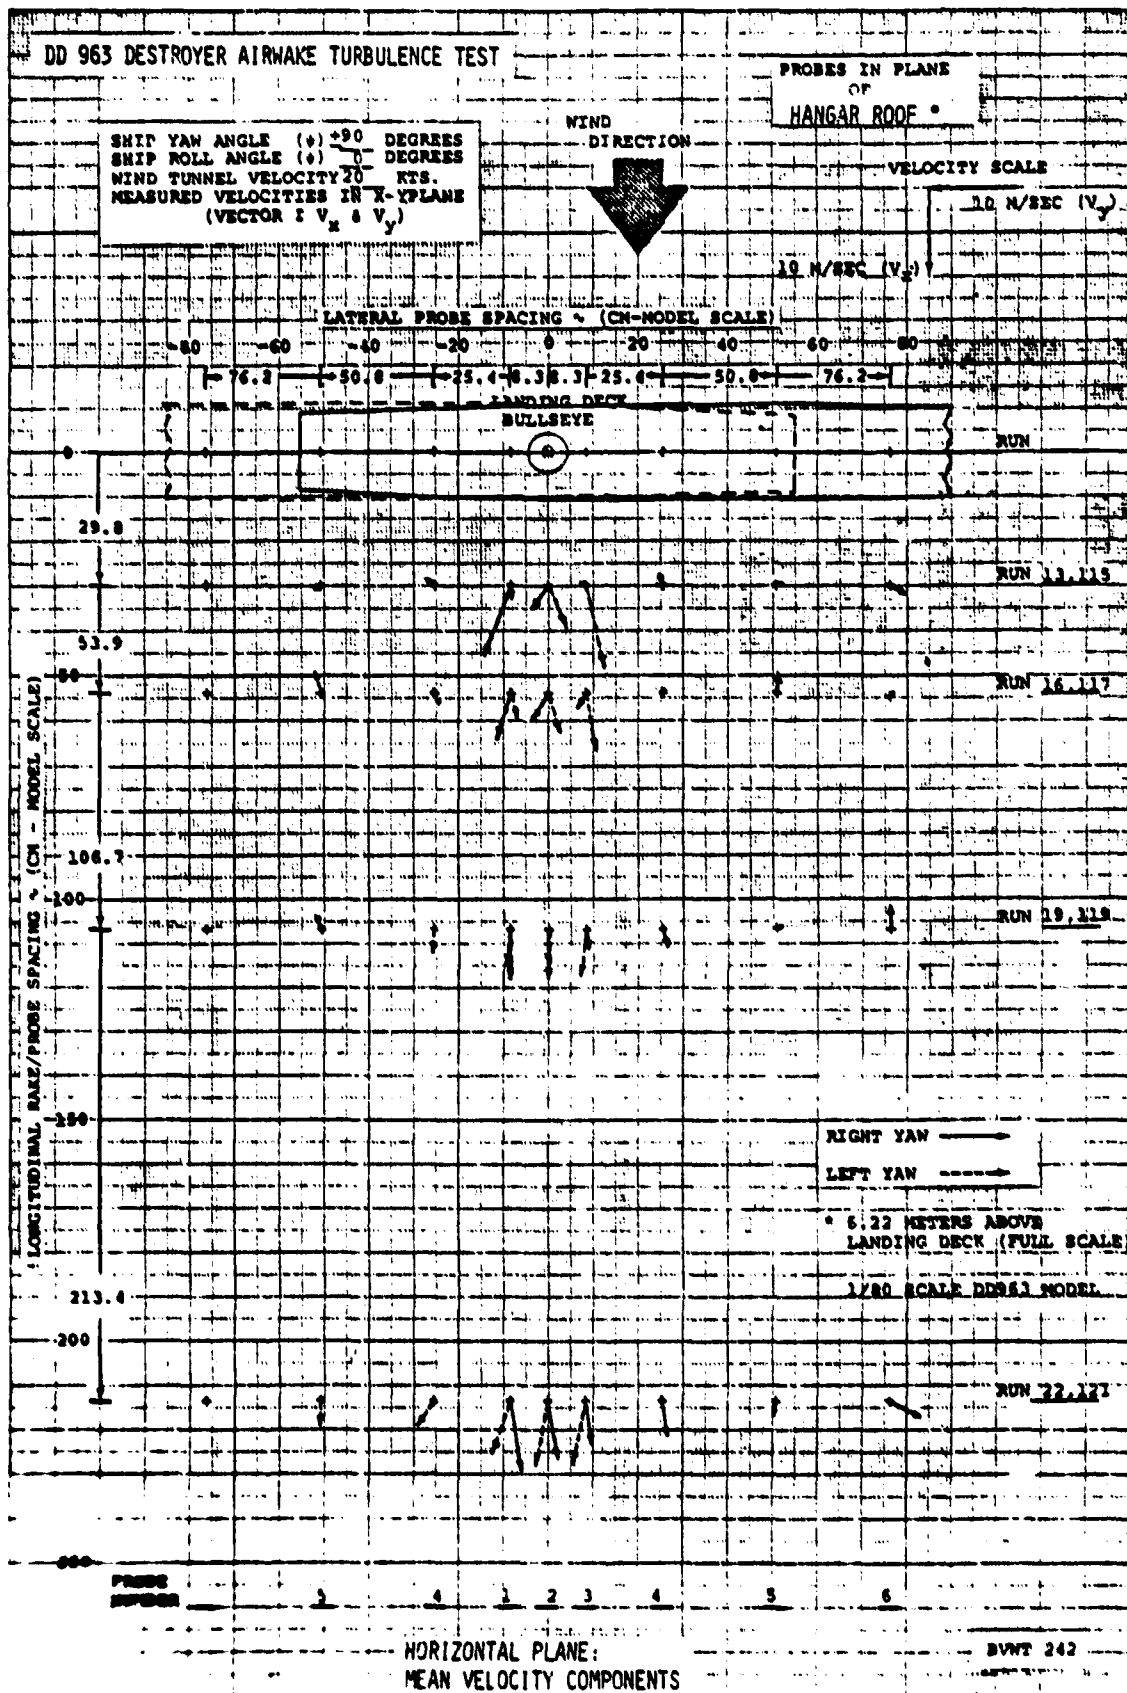 DD 963 DESTROYER AIRWAKE TURBULENCE TEST
PROBES IN PLANE
OF
HANGAR ROOF *
SHIP YAW ANGLE (ψ) +90 DEGREES
SHIP ROLL ANGLE (φ) 0 DEGREES
WIND TUNNEL VELOCITY 20 KTS.
MEASURED VELOCITIES IN X-YPLANE
(VECTOR Σ Vx & Vy)
WIND
DIRECTION
VELOCITY SCALE
10 M/SEC (Vy)
10 M/SEC (Vx)
LATERAL PROBE SPACING ~ (CM-MODEL SCALE)
-80 -60 -40 -20 0 20 40 60 80
76.2 50.8 25.4 8.3 8.3 25.4 50.8 76.2
LANDING DECK
BULLSEYE
0
RUN
29.8
RUN 13,115
53.9
50
RUN 16,117
106.7
100
RUN 19,119
LONGITUDINAL RAKE/PROBE SPACING ~ (CM - MODEL SCALE)
150
RIGHT YAW
LEFT YAW
* 6.22 METERS ABOVE
LANDING DECK (FULL SCALE)
1/80 SCALE DD963 MODEL
213.4
200
RUN 22,121
PROBE
NUMBER
5 4 1 2 3 4 5 6
HORIZONTAL PLANE:
MEAN VELOCITY COMPONENTS
BVWT 242